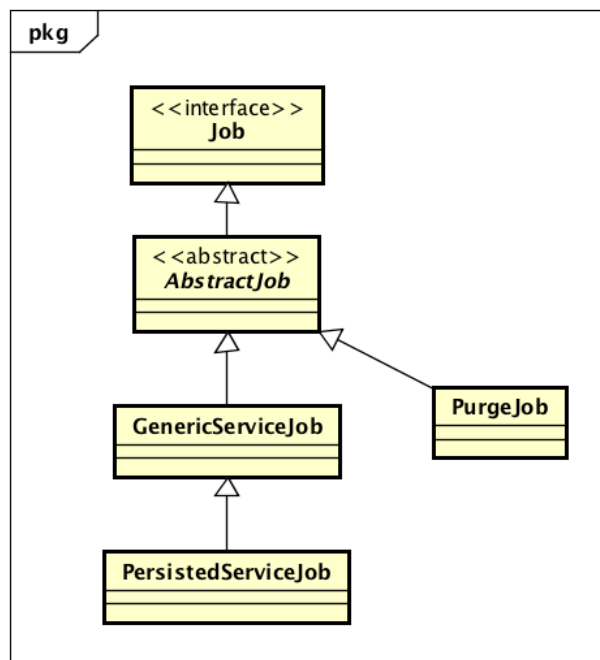 pkg
<<interface>>
Job
<<abstract>>
AbstractJob
GenericServiceJob
PurgeJob
PersistedServiceJob